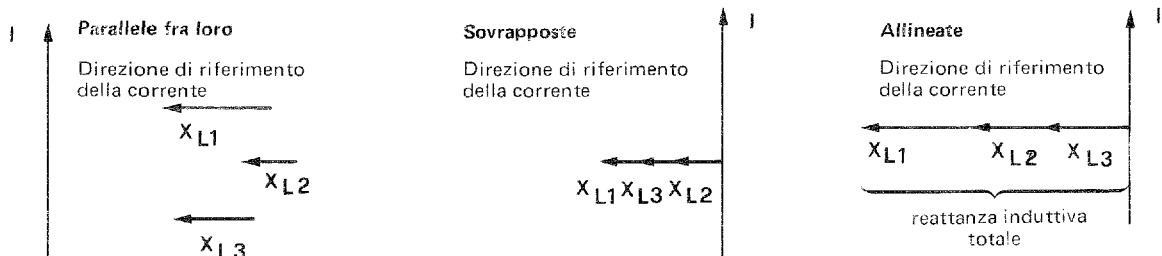 I
Parallele fra loro
Direzione di riferimento
della corrente
XL1
XL2
XL3
I
Sovrapposte
Direzione di riferimento
della corrente
XL1 XL3 XL2
I
Allineate
Direzione di riferimento
della corrente
XL1 XL2 XL3
reattanza induttiva
totale